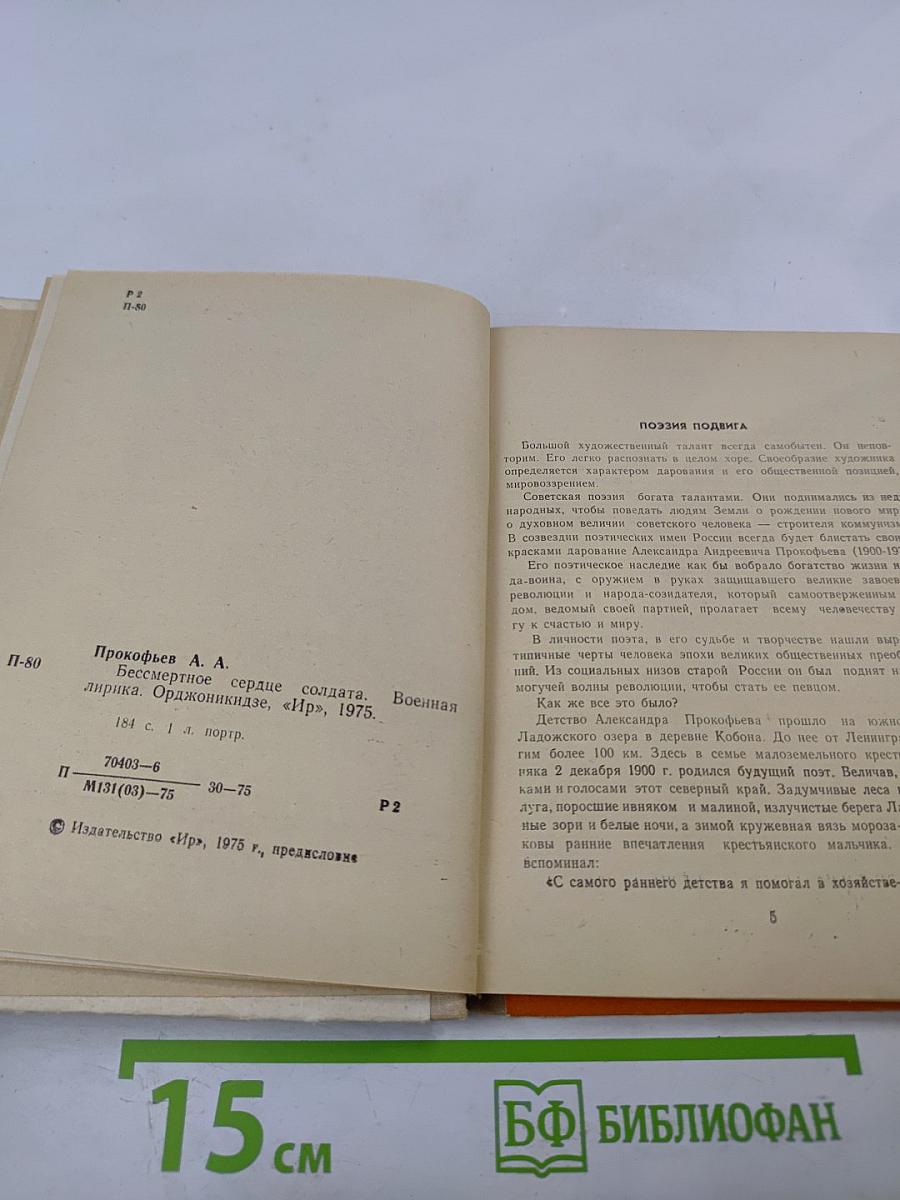 Р 2
П-80
П-80
Прокофьев А. А.
Бессмертное сердце солдата. Военная
лирика. Орджоникидзе, «Ир», 1975.
184 с. 1 л. портр.
П 70403—6
М131(03)—75
30—75
Р 2
© Издательство «Ир», 1975 г., предисловие
ПОЭЗИЯ ПОДВИГА
Большой художественный талант всегда самобытен. Он непов-
торим. Его легко распознать в целом хоре. Своеобразие художника
определяется характером дарования и его общественной позицией,
мировоззрением.
Советская поэзия богата талантами. Они поднимались из нед
народных, чтобы поведать людям Земли о рождении нового мир
о духовном величии советского человека — строителя коммунизм
В созвездии поэтических имен России всегда будет блистать свои
красками дарование Александра Андреевича Прокофьева (1900-19
Его поэтическое наследие как бы вобрало богатство жизни н
да-воина, с оружием в руках защищавшего великие завоев
революции и народа-созидателя, который самоотверженным
дом, ведомый своей партией, пролагает всему человечеству
гу к счастью и миру.
В личности поэта, в его судьбе и творчестве нашли выр
типичные черты человека эпохи великих общественных преоб
ний. Из социальных низов старой России он был поднят н
могучей волны революции, чтобы стать ее певцом.
Как же все это было?
Детство Александра Прокофьева прошло на южно
Ладожского озера в деревне Кобона. До нее от Ленингра
гим более 100 км. Здесь в семье малоземельного крест
няка 2 декабря 1900 г. родился будущий поэт. Величав,
ками и голосами этот северный край. Задумчивые леса
луга, поросшие ивняком и малиной, излучистые берега Ла
ные зори и белые ночи, а зимой кружевная вязь мороза
ковы ранние впечатления крестьянского мальчика.
вспоминал:
«С самого раннего детства я помогал в хозяйстве-
5
15 см
БФ БИБЛИОФАН